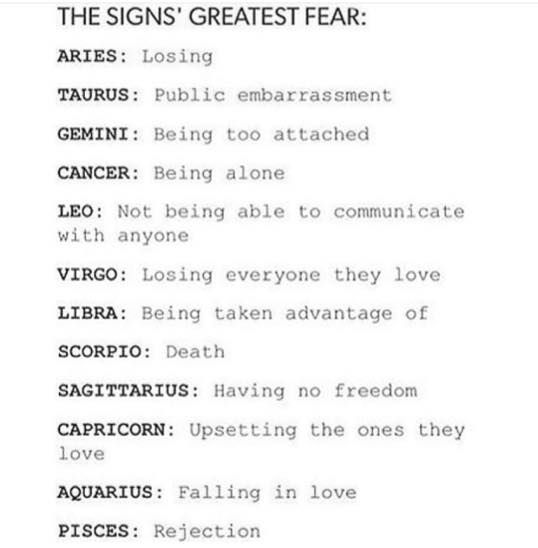 THE SIGNS' GREATEST FEAR:
ARIES: Losing
TAURUS: Public embarrassment
GEMINI: Being too attached
CANCER: Being alone
LEO: Not being able to communicate
with anyone
VIRGO: Losing everyone they love
LIBRA: Being taken advantage of
SCORPIO: Death
SAGITTARIUS: Having no freedom
CAPRICORN: Upsetting the ones they
love
AQUARIUS: Falling in love
PISCES: Rejection